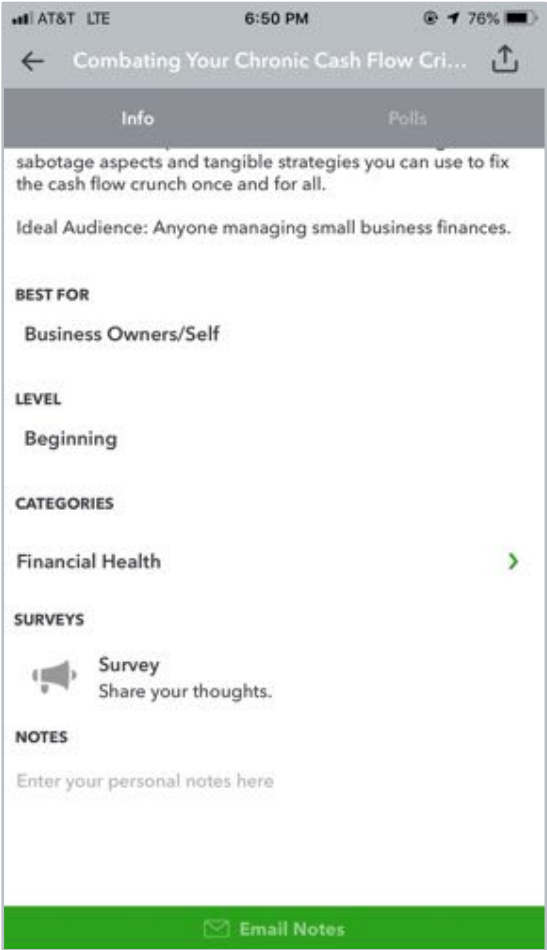 AT&T LTE 6:50 PM 76%
Combating Your Chronic Cash Flow Cri...
Info Polls
sabotage aspects and tangible strategies you can use to fix
the cash flow crunch once and for all.
Ideal Audience: Anyone managing small business finances.
BEST FOR
Business Owners/Self
LEVEL
Beginning
CATEGORIES
Financial Health
SURVEYS
Survey
Share your thoughts.
NOTES
Enter your personal notes here
Email Notes